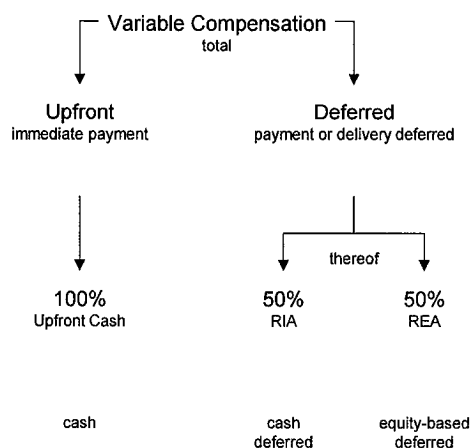 Variable Compensation
total
Upfront
immediate payment
Deferred
payment or delivery deferred
thereof
100%
Upfront Cash
50%
RIA
50%
REA
cash
cash
deferred
equity-based
deferred